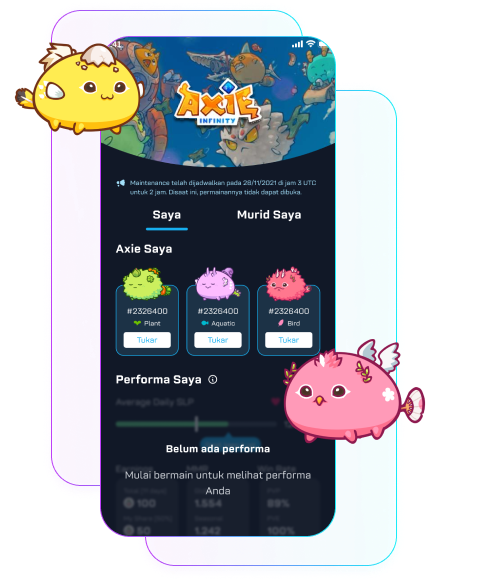 41
AXIE
INFINITY
Maintenance telah dijadwalkan pada 28/11/2021 di jam 3 UTC
untuk 2 jam. Disaat ini, permainannya tidak dapat dibuka.
Saya Murid Saya
Axie Saya
#2326400 #2326400 #2326400
Plant Aquatic Bird
Tukar Tukar Tukar
Performa Saya
Average Daily SLP
Belum ada performa
Mulai bermain untuk melihat performa
Anda
100 1.554 89%
50 1.242 100%